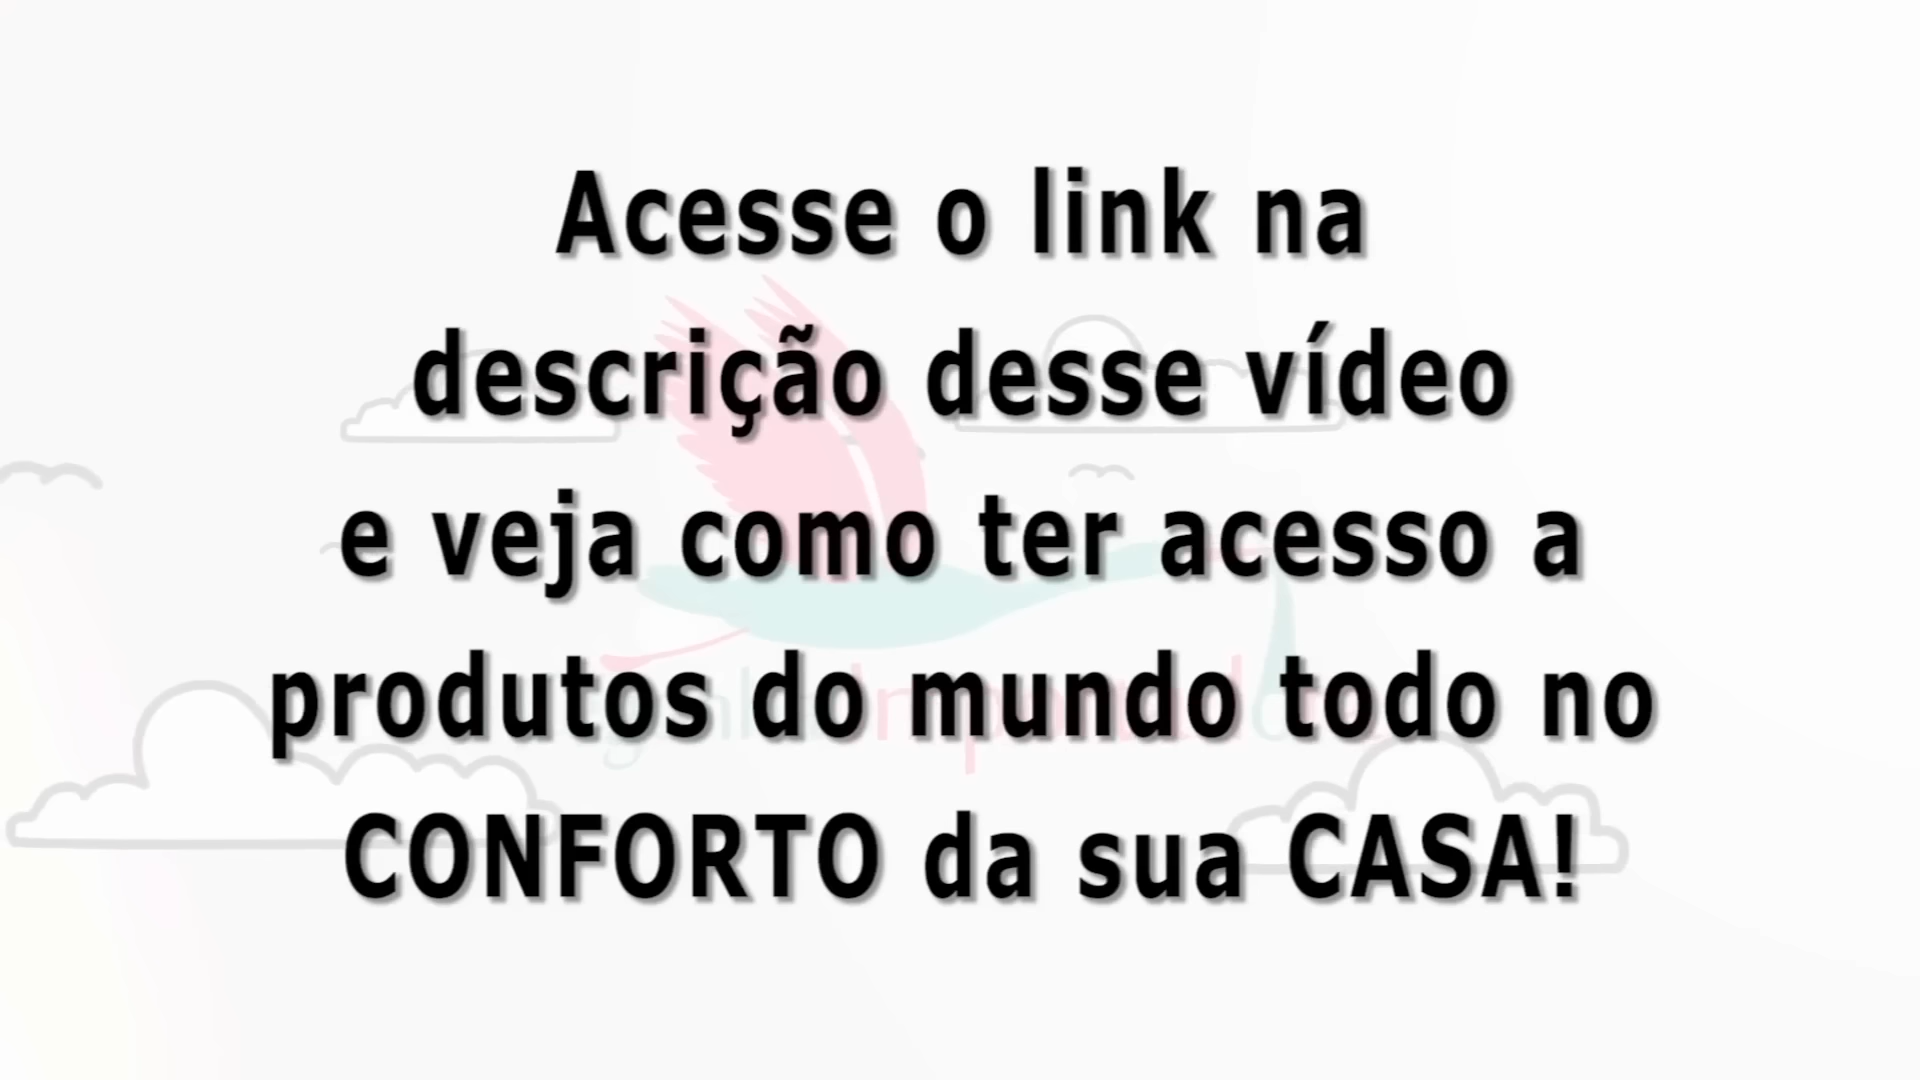 Acesse o link na
descrição desse vídeo
e veja como ter acesso a
produtos do mundo todo no
CONFORTO da sua CASA!